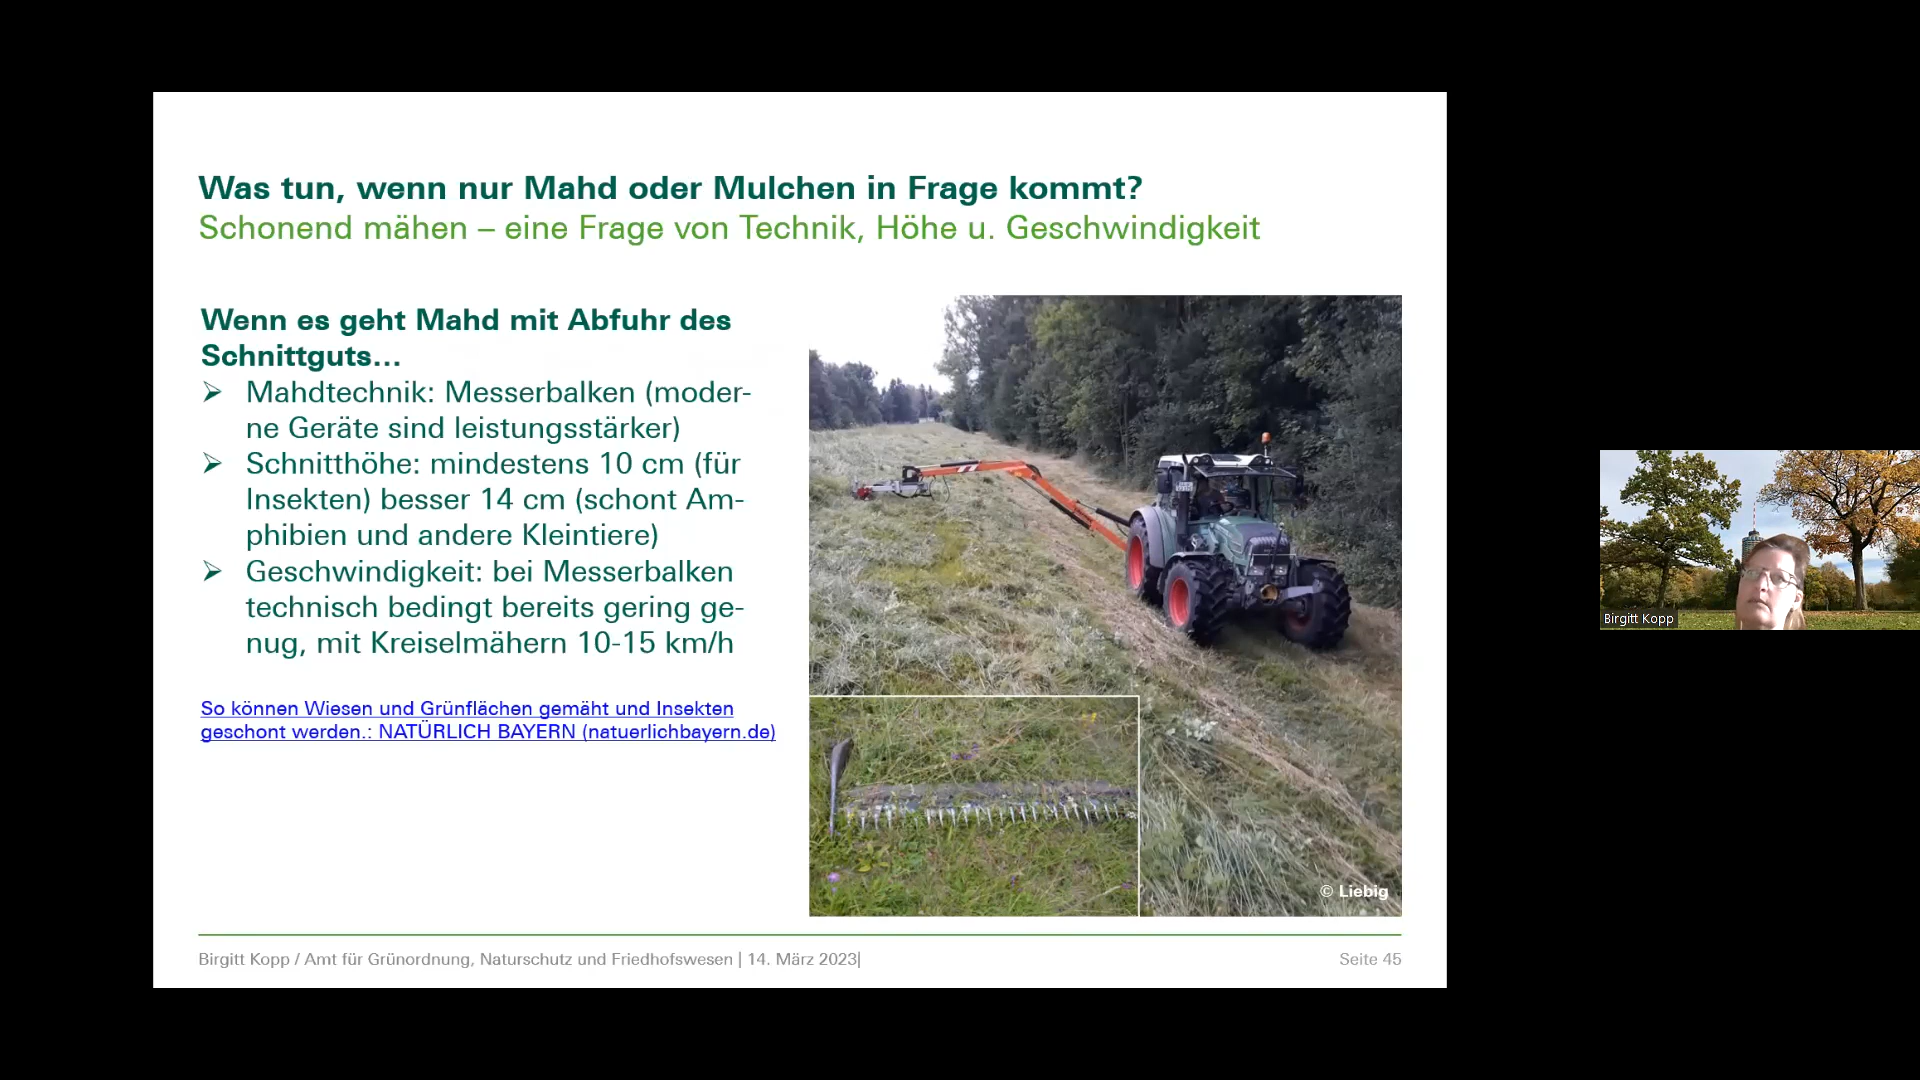 Was tun, wenn nur Mahd oder Mulchen in Frage kommt?
Schonend mähen – eine Frage von Technik, Höhe u. Geschwindigkeit
Wenn es geht Mahd mit Abfuhr des
Schnittguts…
➢ Mahdtechnik: Messerbalken (moder-
ne Geräte sind leistungsstärker)
➢ Schnitthöhe: mindestens 10 cm (für
Insekten) besser 14 cm (schont Am-
phibien und andere Kleintiere)
➢ Geschwindigkeit: bei Messerbalken
technisch bedingt bereits gering ge-
nug, mit Kreiselmähern 10-15 km/h
So können Wiesen und Grünflächen gemäht und Insekten
geschont werden.: NATÜRLICH BAYERN (natuerlichbayern.de)
© Liebig
Birgitt Kopp / Amt für Grünordnung, Naturschutz und Friedhofswesen | 14. März 2023|
Seite 45
Birgitt Kopp